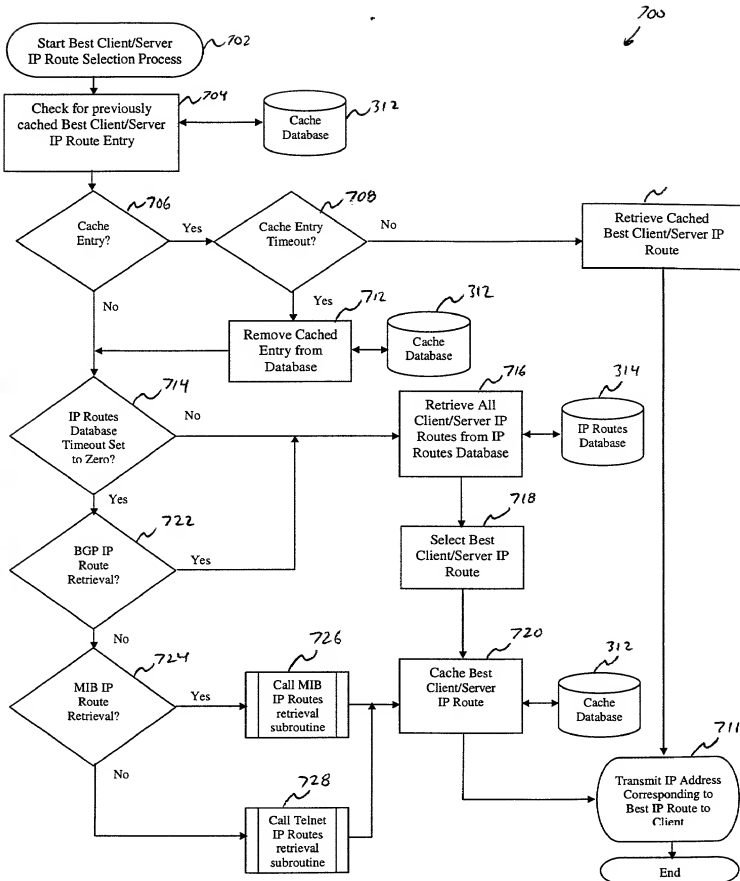 700
Start Best Client/Server
IP Route Selection Process
702
704
Check for previously
cached Best Client/Server
IP Route Entry
Cache
Database
312
706
Cache
Entry?
Yes
708
Cache Entry
Timeout?
No
Retrieve Cached
Best Client/Server IP
Route
No
Yes
712
Remove Cached
Entry from
Database
312
Cache
Database
714
IP Routes
Database
Timeout Set
to Zero?
No
716
Retrieve All
Client/Server IP
Routes from IP
Routes Database
314
IP Routes
Database
Yes
722
BGP IP
Route
Retrieval?
Yes
718
Select Best
Client/Server IP
Route
No
724
MIB IP
Route
Retrieval?
Yes
726
Call MIB
IP Routes
retrieval
subroutine
720
Cache Best
Client/Server
IP Route
312
Cache
Database
No
728
Call Telnet
IP Routes
retrieval
subroutine
711
Transmit IP Address
Corresponding to
Best IP Route to
Client
End